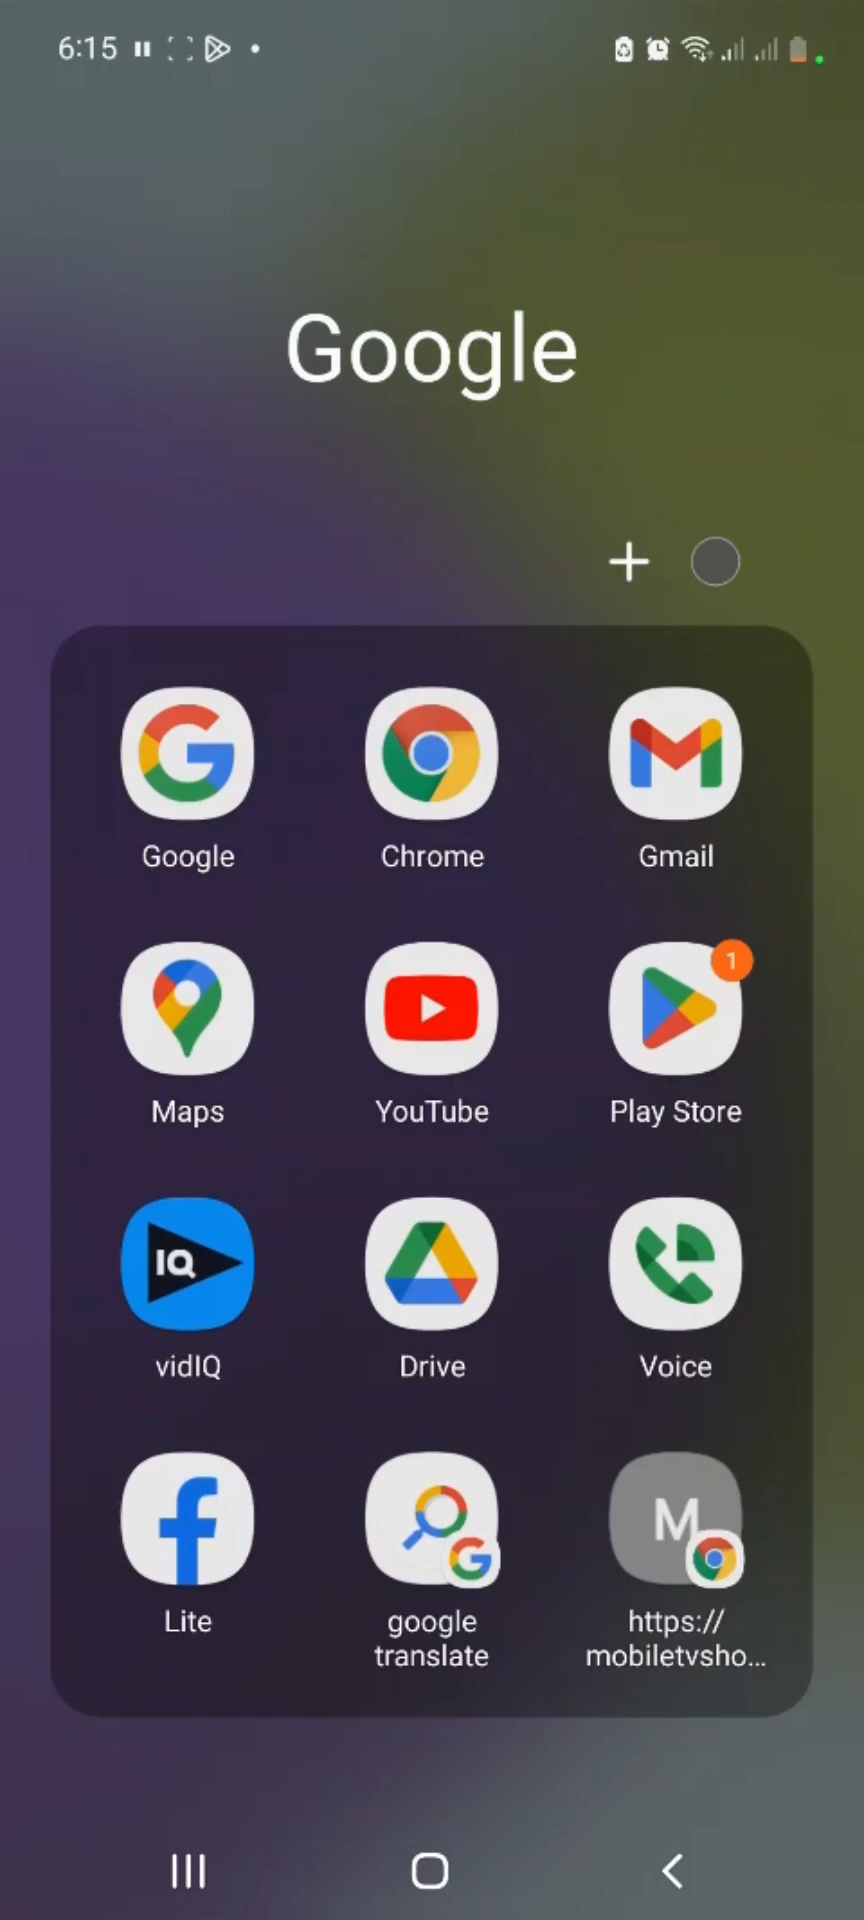 6:15
Google
Google Chrome Gmail
1
Maps YouTube Play Store
IQ
vidIQ Drive Voice
M
Lite google translate https://mobiletvsho...